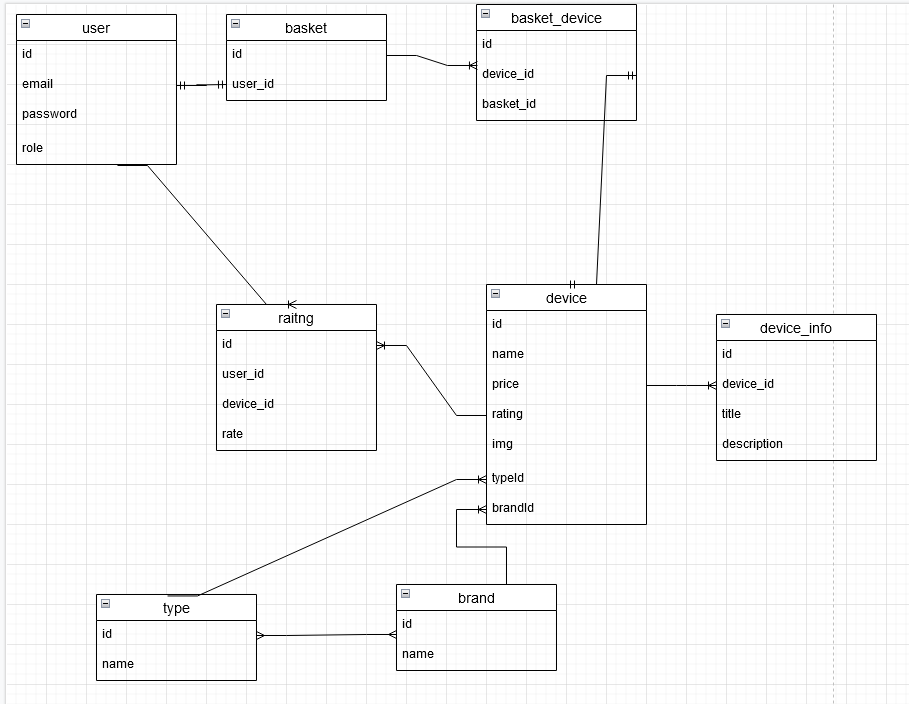 user
id
email
password
role
basket
id
user_id
basket_device
id
device_id
basket_id
raitng
id
user_id
device_id
rate
device
id
name
price
rating
img
typeId
brandId
device_info
id
device_id
title
description
type
id
name
brand
id
name